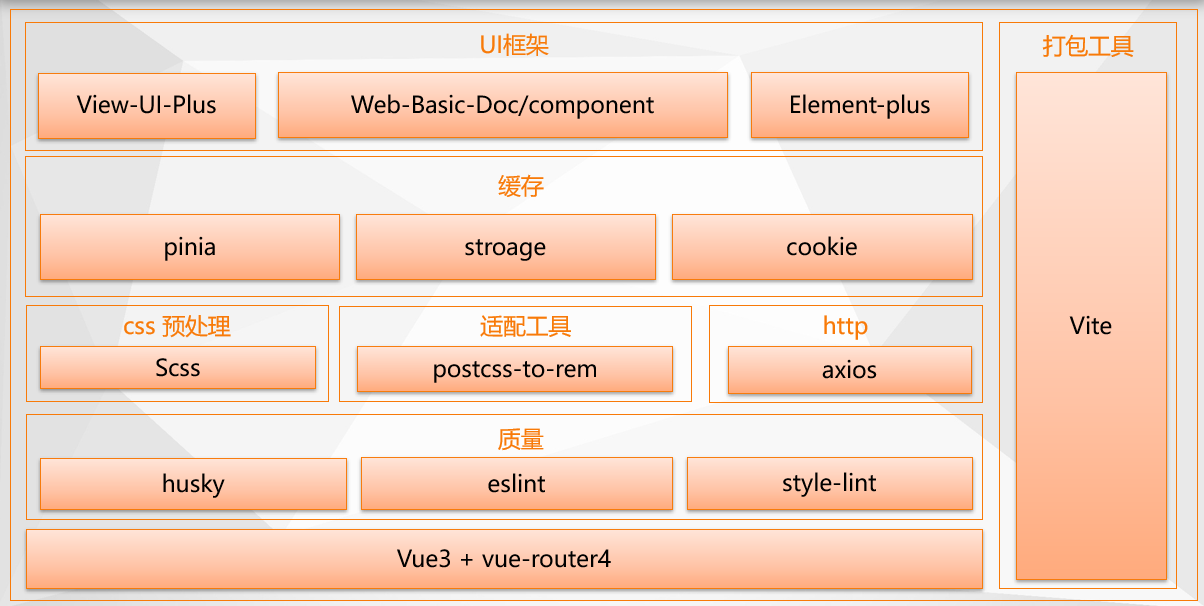 UI框架
View-UI-Plus
Web-Basic-Doc/component
Element-plus
缓存
pinia
stroage
cookie
css 预处理
Scss
适配工具
postcss-to-rem
http
axios
质量
husky
eslint
style-lint
Vue3 + vue-router4
打包工具
Vite